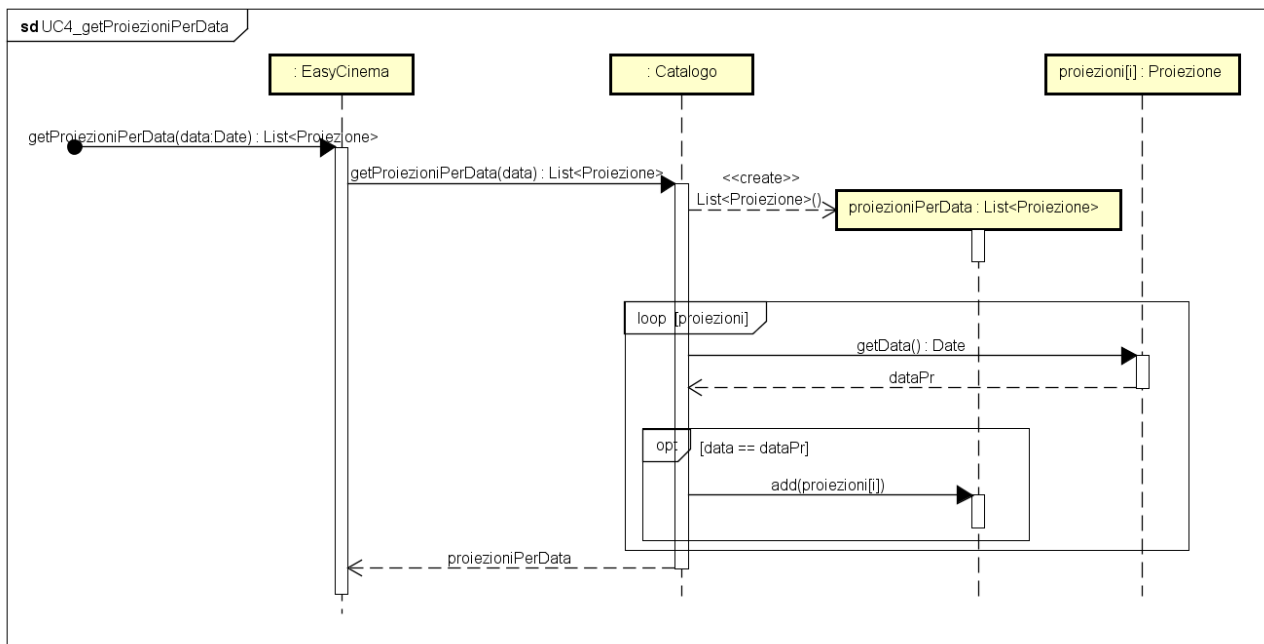 sd UC4_getProiezioniPerData
: EasyCinema
: Catalogo
proiezioni[i] : Proiezione
getProiezioniPerData(data:Date) : List<Proiezione>
getProiezioniPerData(data) : List<Proiezione>
<<create>>
List<Proiezione>()
proiezioniPerData : List<Proiezione>
loop [proiezioni]
getData() : Date
dataPr
opt [data == dataPr]
add(proiezioni[i])
proiezioniPerData